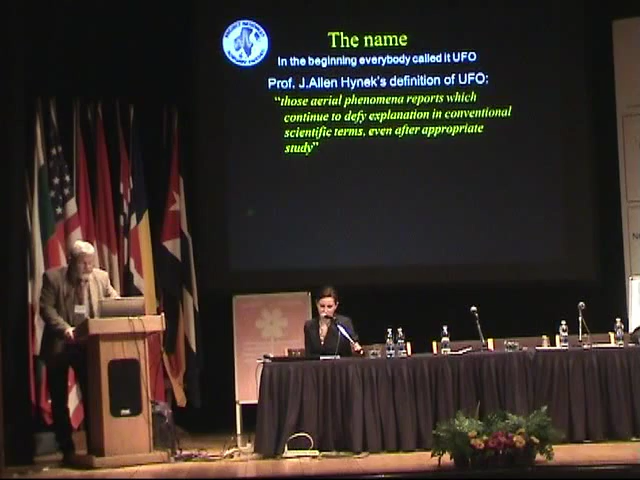 The name
In the beginning everybody called it UFO
Prof. J.Allen Hynek's definition of UFO:
"those aerial phenomena reports which
continue to defy explanation in conventional
scientific terms, even after appropriate
study"